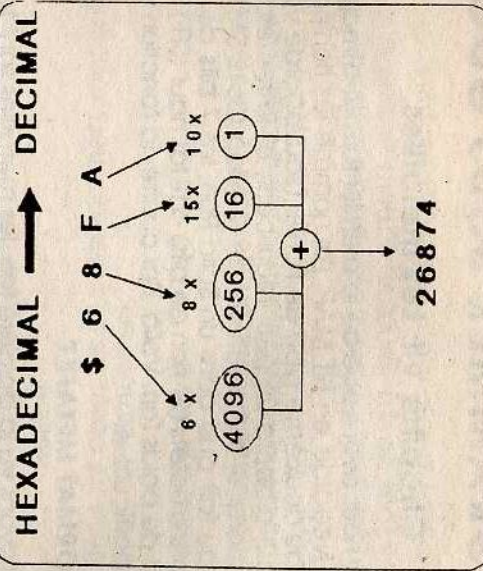 HEXADECIMAL → DECIMAL
$ 6 8 F A
6 X 8 X 15X 10X
4096 256 16 1
+
26874